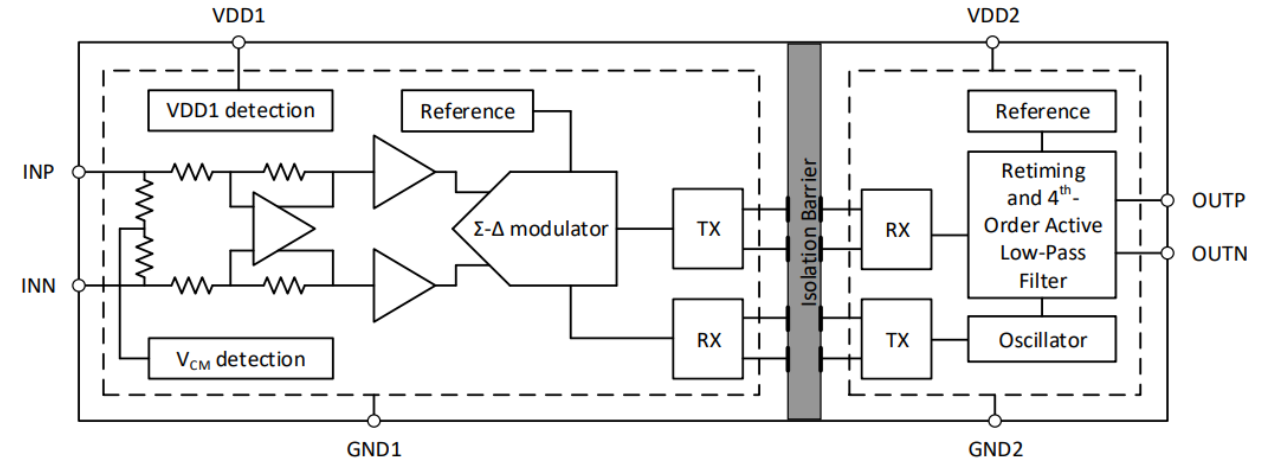 VDD1
VDD2
VDD1 detection
Reference
Reference
INP
Isolation Barrier
Retiming
and 4th-
Order Active
Low-Pass
Filter
OUTP
Σ-Δ modulator
TX
RX
OUTN
INN
RX
TX
Oscillator
VCM detection
GND1
GND2